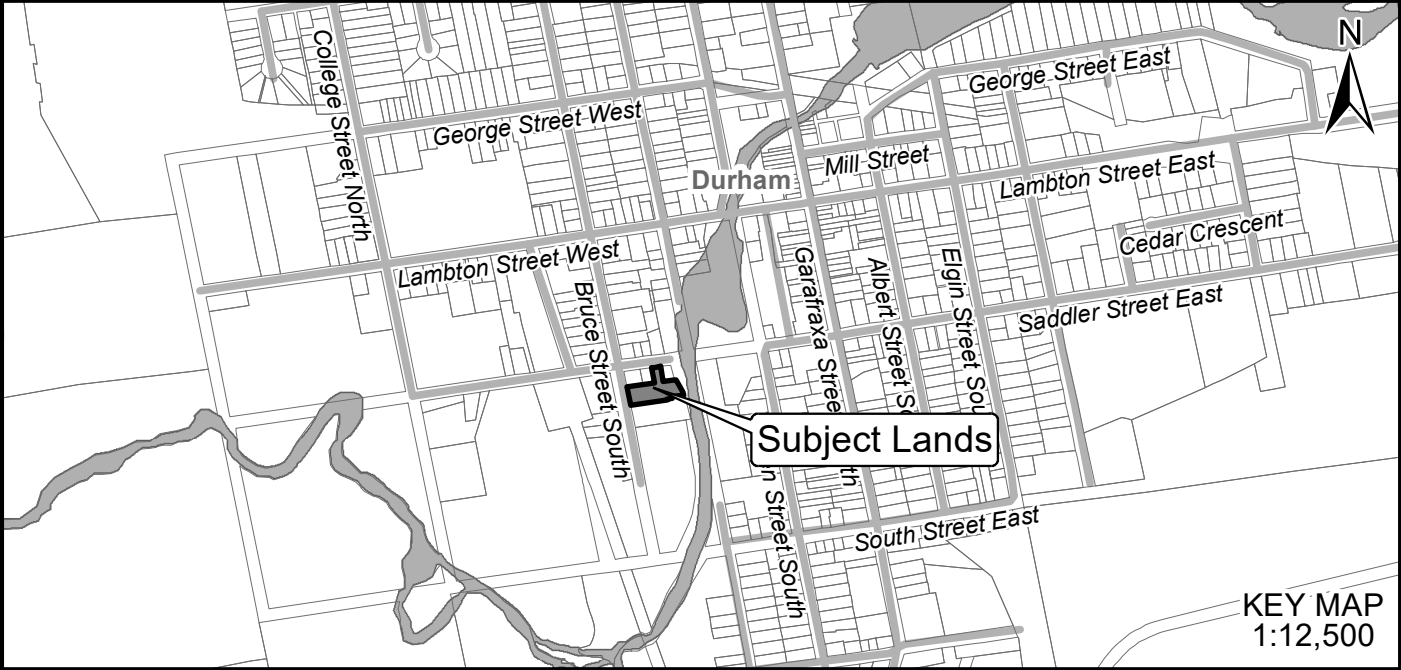 N
College Street North
George Street East
George Street West
Mill Street
Durham
Lambton Street East
Cedar Crescent
Lambton Street West
Garafraxa Street
Albert Street
Elgin Street
Bruce Street South
Saddler Street East
Subject Lands
Street South
South Street East
KEY MAP
1:12,500